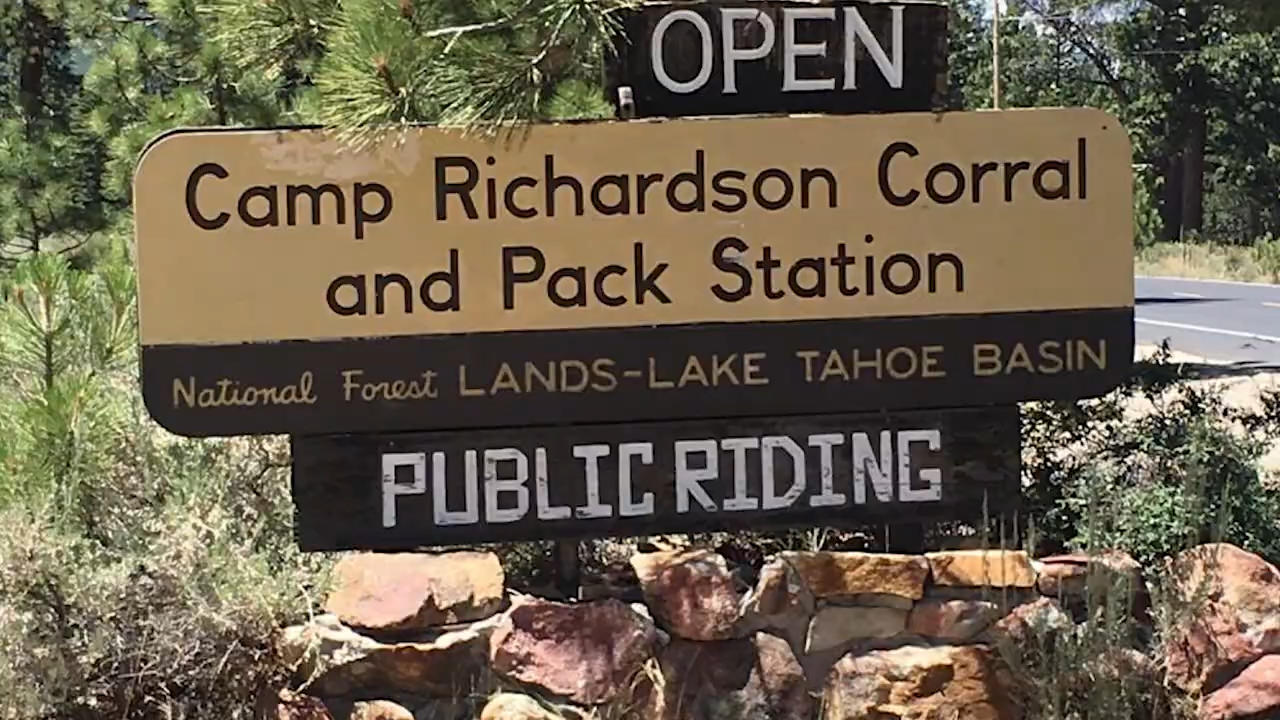 OPEN
Camp Richardson Corral
and Pack Station
National Forest LANDS-LAKE TAHOE BASIN
PUBLIC RIDING